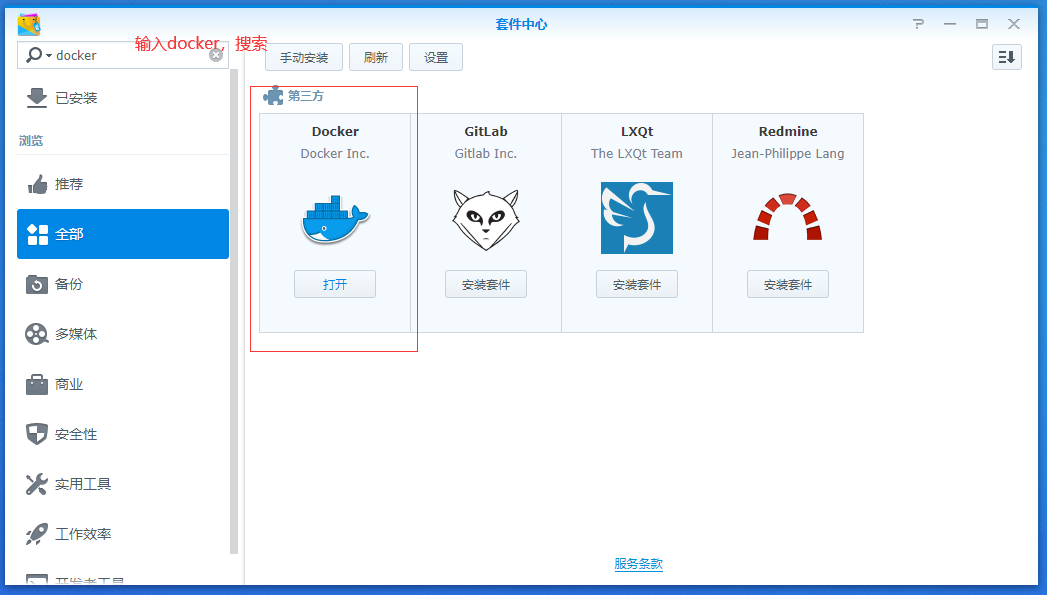 套件中心
docker
输入docker，搜索
手动安装
刷新
设置
已安装
浏览
推荐
全部
备份
多媒体
商业
安全性
实用工具
工作效率
开发者工具
第三方
Docker
Docker Inc.
打开
GitLab
Gitlab Inc.
安装套件
LXQt
The LXQt Team
安装套件
Redmine
Jean-Philippe Lang
安装套件
服务条款